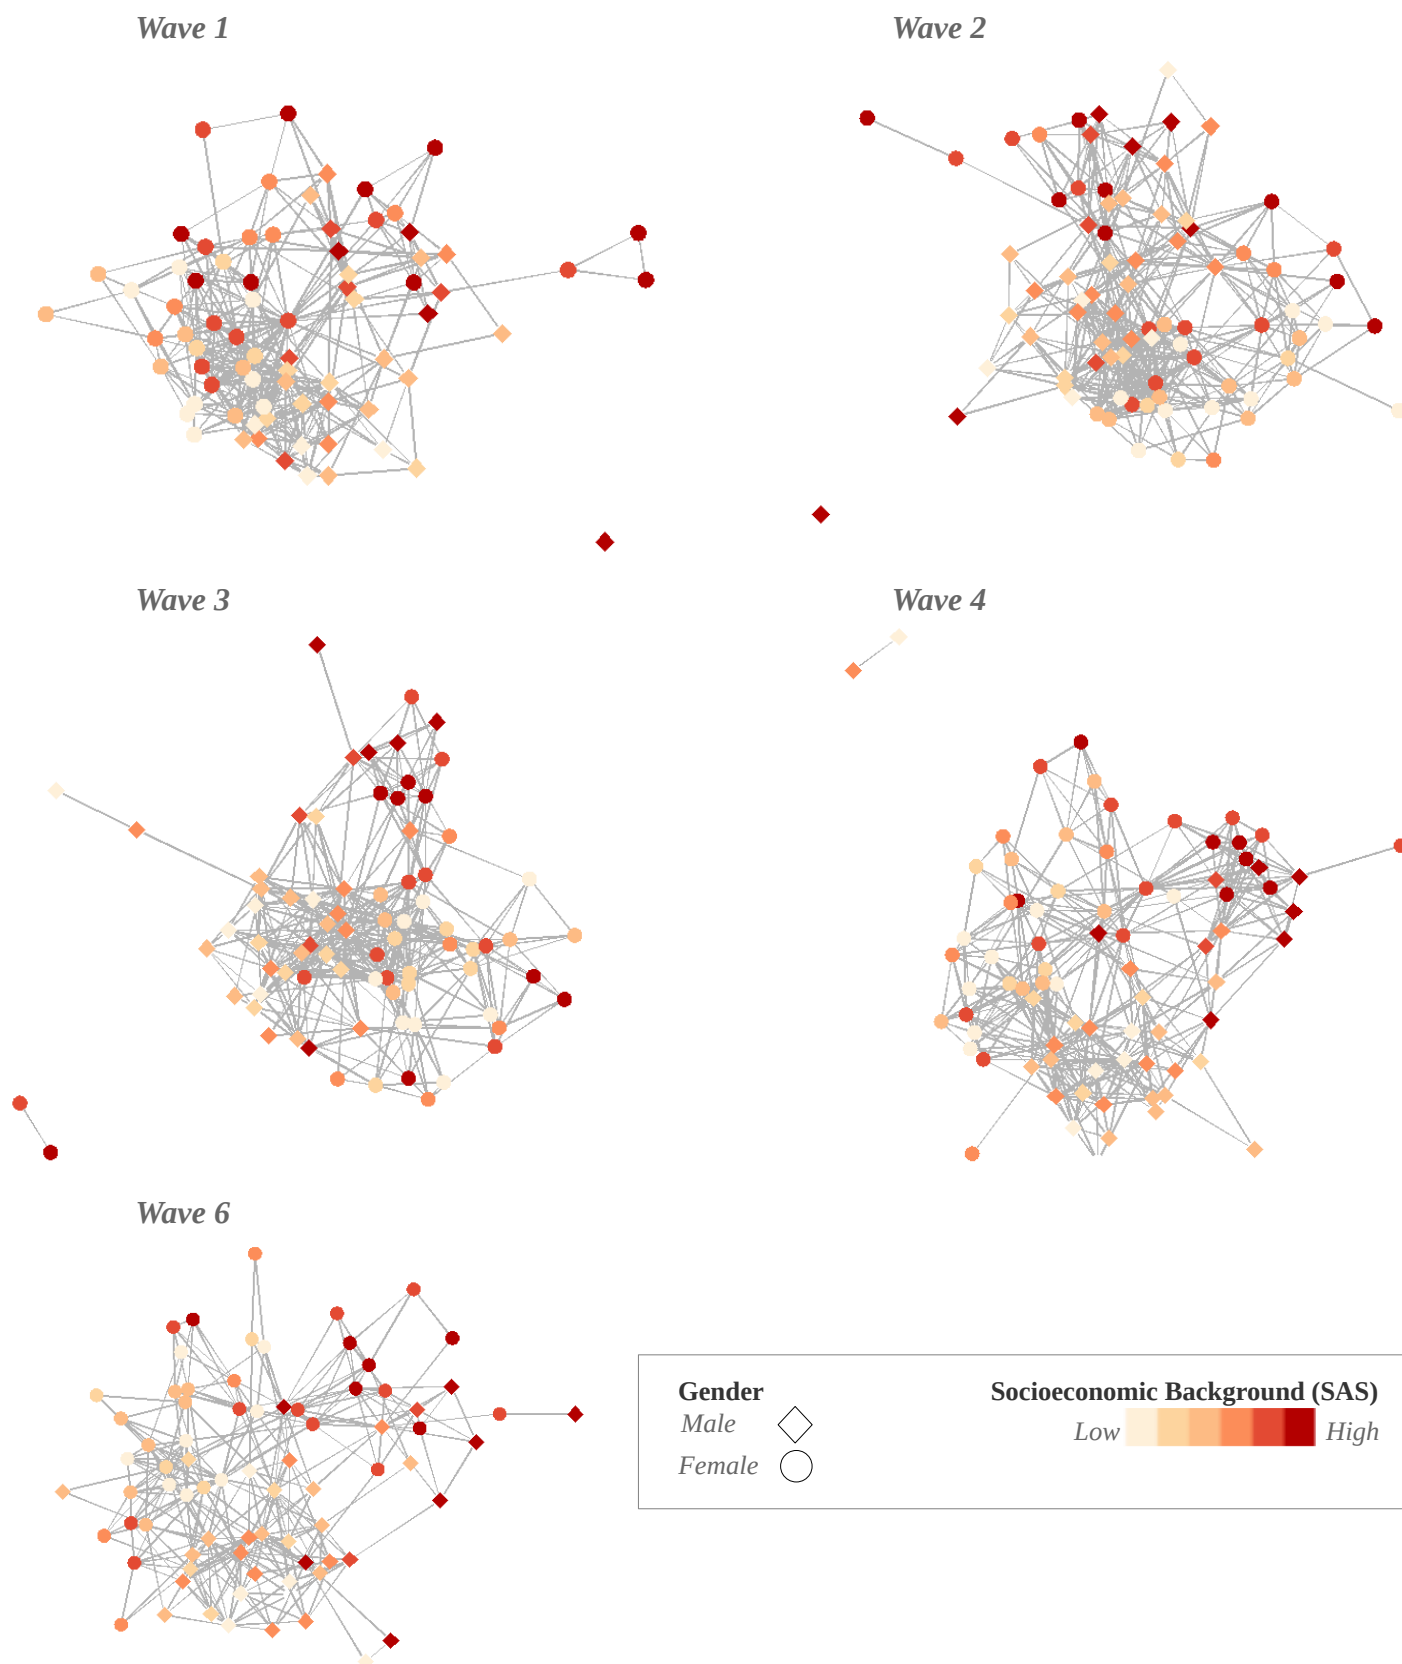 Wave 1
Wave 2
Wave 3
Wave 4
Wave 6
Gender
Male
Female
Socioeconomic Background (SAS)
Low
High